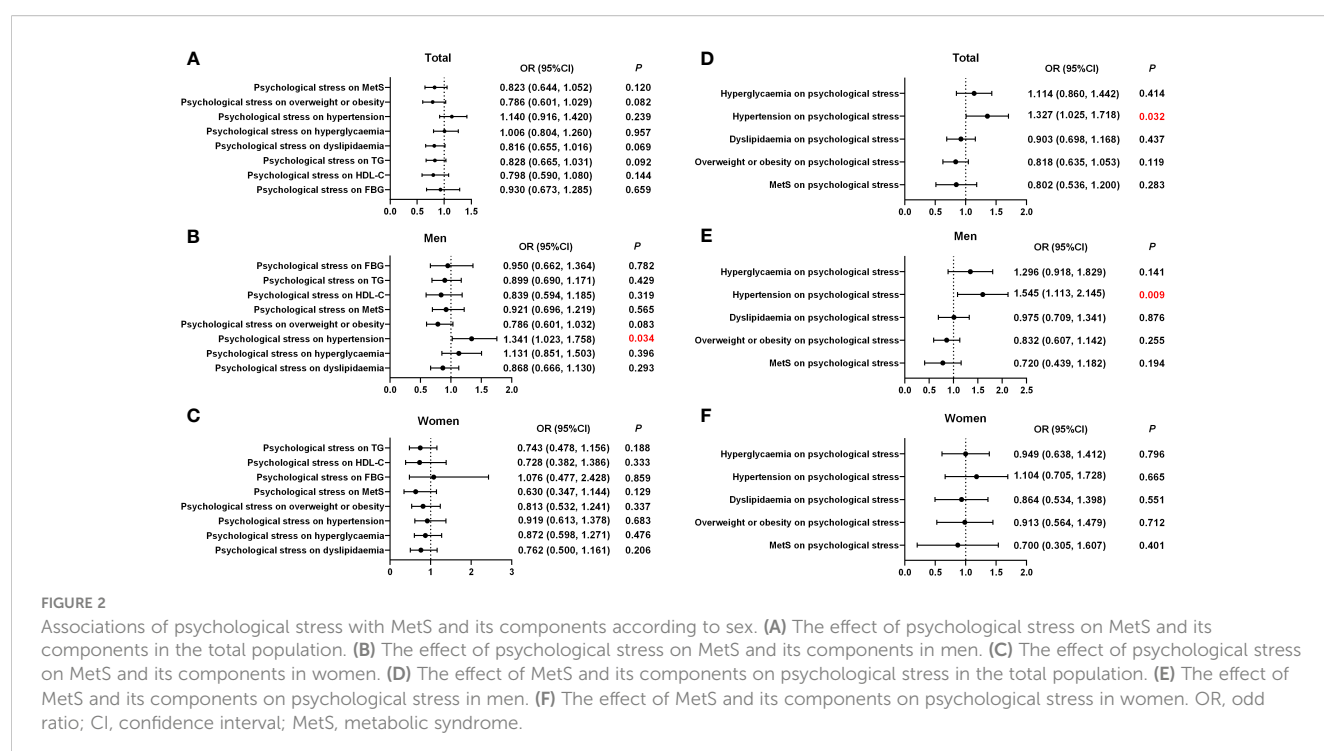 A
Total
OR (95%CI) P
Psychological stress on MetS 0.823 (0.644, 1.052) 0.120
Psychological stress on overweight or obesity 0.786 (0.601, 1.029) 0.082
Psychological stress on hypertension 1.140 (0.916, 1.420) 0.239
Psychological stress on hyperglycaemia 1.006 (0.804, 1.260) 0.957
Psychological stress on dyslipidaemia 0.816 (0.655, 1.016) 0.069
Psychological stress on TG 0.828 (0.665, 1.031) 0.092
Psychological stress on HDL-C 0.798 (0.590, 1.080) 0.144
Psychological stress on FBG 0.930 (0.673, 1.285) 0.659
0.0 0.5 1.0 1.5
B
Men
OR (95%CI) P
Psychological stress on FBG 0.950 (0.662, 1.364) 0.782
Psychological stress on TG 0.899 (0.690, 1.171) 0.429
Psychological stress on HDL-C 0.839 (0.594, 1.185) 0.319
Psychological stress on MetS 0.921 (0.696, 1.219) 0.565
Psychological stress on overweight or obesity 0.786 (0.601, 1.032) 0.083
Psychological stress on hypertension 1.341 (1.023, 1.758) 0.034
Psychological stress on hyperglycaemia 1.131 (0.851, 1.503) 0.396
Psychological stress on dyslipidaemia 0.868 (0.666, 1.130) 0.293
0.0 0.5 1.0 1.5 2.0
C
Women
OR (95%CI) P
Psychological stress on TG 0.743 (0.478, 1.156) 0.188
Psychological stress on HDL-C 0.728 (0.382, 1.386) 0.333
Psychological stress on FBG 1.076 (0.477, 2.428) 0.859
Psychological stress on MetS 0.630 (0.347, 1.144) 0.129
Psychological stress on overweight or obesity 0.813 (0.532, 1.241) 0.337
Psychological stress on hypertension 0.919 (0.613, 1.378) 0.683
Psychological stress on hyperglycaemia 0.872 (0.598, 1.271) 0.476
Psychological stress on dyslipidaemia 0.762 (0.500, 1.161) 0.206
0 1 2 3
D
Total
OR (95%CI) P
Hyperglycaemia on psychological stress 1.114 (0.860, 1.442) 0.414
Hypertension on psychological stress 1.327 (1.025, 1.718) 0.032
Dyslipidaemia on psychological stress 0.903 (0.698, 1.168) 0.437
Overweight or obesity on psychological stress 0.818 (0.635, 1.053) 0.119
MetS on psychological stress 0.802 (0.536, 1.200) 0.283
0.0 0.5 1.0 1.5 2.0
E
Men
OR (95%CI) P
Hyperglycaemia on psychological stress 1.296 (0.918, 1.829) 0.141
Hypertension on psychological stress 1.545 (1.113, 2.145) 0.009
Dyslipidaemia on psychological stress 0.975 (0.709, 1.341) 0.876
Overweight or obesity on psychological stress 0.832 (0.607, 1.142) 0.255
MetS on psychological stress 0.720 (0.439, 1.182) 0.194
0.0 0.5 1.0 1.5 2.0 2.5
F
Women
OR (95%CI) P
Hyperglycaemia on psychological stress 0.949 (0.638, 1.412) 0.796
Hypertension on psychological stress 1.104 (0.705, 1.728) 0.665
Dyslipidaemia on psychological stress 0.864 (0.534, 1.398) 0.551
Overweight or obesity on psychological stress 0.913 (0.564, 1.479) 0.712
MetS on psychological stress 0.700 (0.305, 1.607) 0.401
0.0 0.5 1.0 1.5 2.0
FIGURE 2
Associations of psychological stress with MetS and its components according to sex. (A) The effect of psychological stress on MetS and its
components in the total population. (B) The effect of psychological stress on MetS and its components in men. (C) The effect of psychological stress
on MetS and its components in women. (D) The effect of MetS and its components on psychological stress in the total population. (E) The effect of
MetS and its components on psychological stress in men. (F) The effect of MetS and its components on psychological stress in women. OR, odd
ratio; CI, confidence interval; MetS, metabolic syndrome.